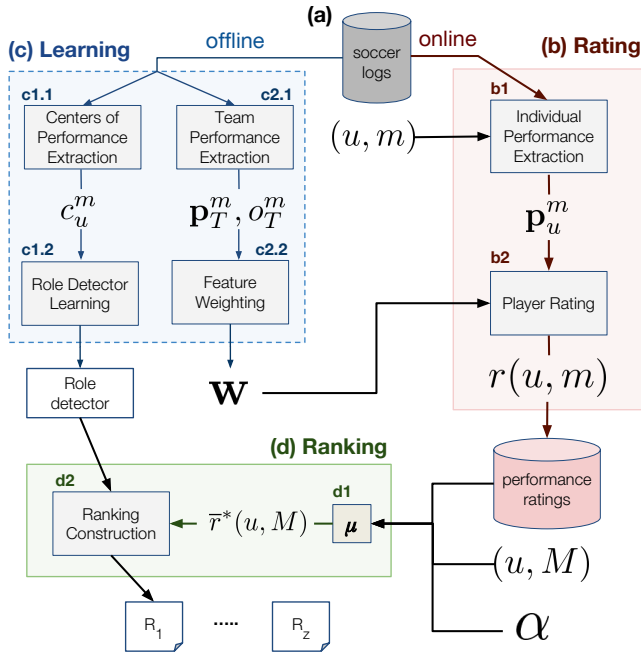 (a)
(c) Learning
offline
online
(b) Rating
soccer
logs
c1.1
Centers of
Performance
Extraction
c2.1
Team
Performance
Extraction
b1
Individual
Performance
Extraction
(u, m)
c_u^m
p_T^m, o_T^m
p_u^m
c1.2
Role Detector
Learning
c2.2
Feature
Weighting
b2
Player Rating
Role
detector
w
r(u, m)
(d) Ranking
performance
ratings
d2
Ranking
Construction
r̅*(u, M)
d1
μ
(u, M)
α
R_1
.....
R_z